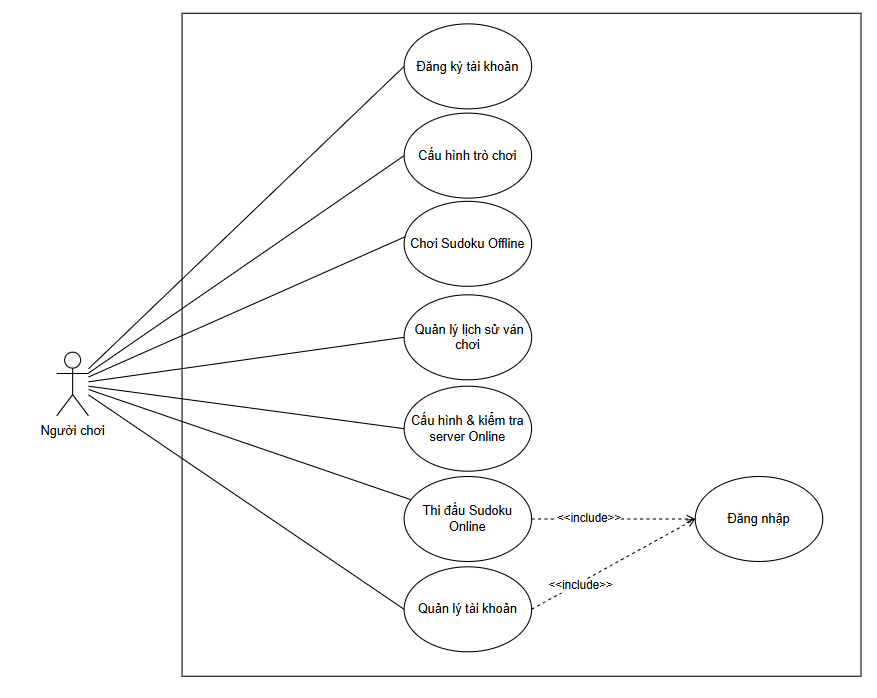 Đăng ký tài khoản
Cấu hình trò chơi
Chơi Sudoku Offline
Quản lý lịch sử ván
chơi
Cấu hình & kiểm tra
server Online
Người chơi
Thi đấu Sudoku
Online
<<include>>
Đăng nhập
<<include>>
Quản lý tài khoản